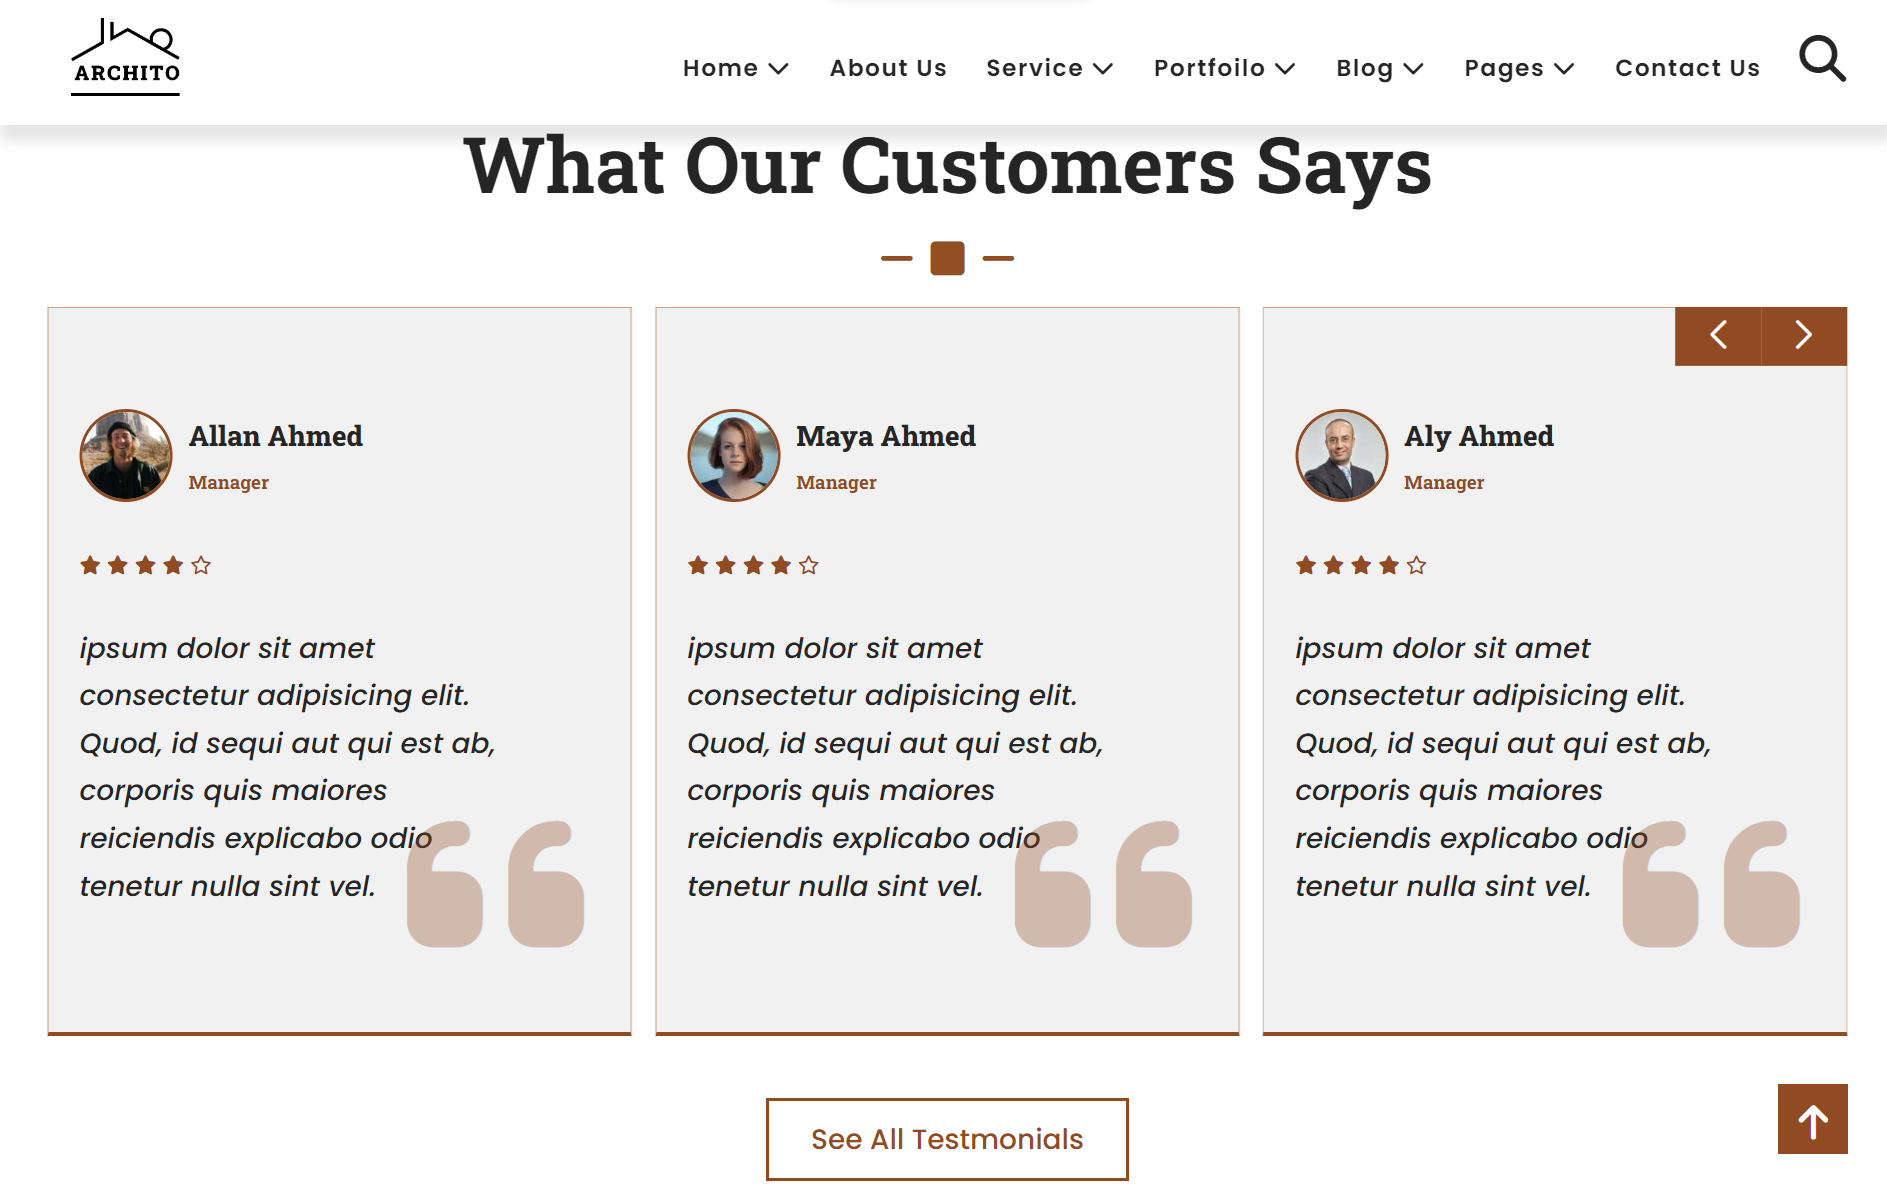 ARCHITO
Home
About Us
Service
Portfoilo
Blog
Pages
Contact Us
What Our Customers Says
Allan Ahmed
Manager
ipsum dolor sit amet
consectetur adipisicing elit.
Quod, id sequi aut qui est ab,
corporis quis maiores
reiciendis explicabo odio
tenetur nulla sint vel.
Maya Ahmed
Manager
ipsum dolor sit amet
consectetur adipisicing elit.
Quod, id sequi aut qui est ab,
corporis quis maiores
reiciendis explicabo odio
tenetur nulla sint vel.
Aly Ahmed
Manager
ipsum dolor sit amet
consectetur adipisicing elit.
Quod, id sequi aut qui est ab,
corporis quis maiores
reiciendis explicabo odio
tenetur nulla sint vel.
See All Testmonials